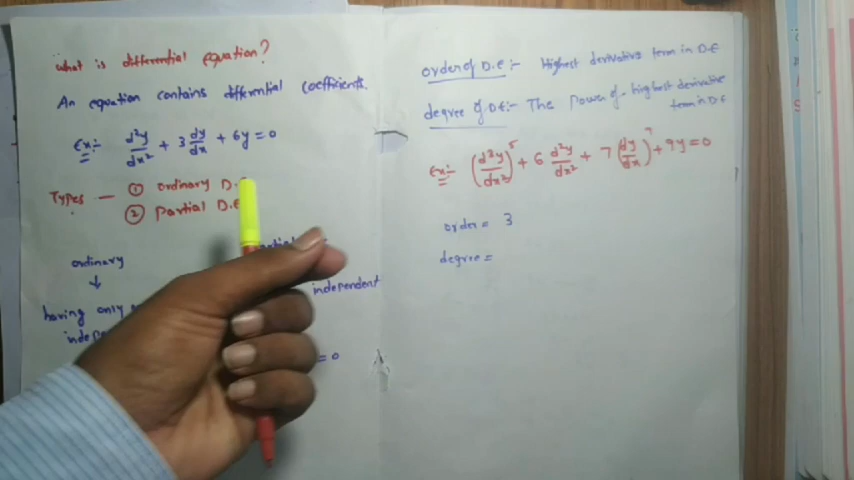 What is differential equation?
An equation contains differential coefficients.
Ex:- d²y/dx² + 3 dy/dx + 6y = 0
Types — ① ordinary D.
② Partial D.E
ordinary
↓
having only
independent
= 0
order of D.E :- Highest derivative term in D.E
degree of D.E :- The Power of highest derivative
term in D.E
Ex:- (d³y/dx³)⁵ + 6 d²y/dx² + 7 (dy/dx)⁷ + 9y = 0
order = 3
degree =